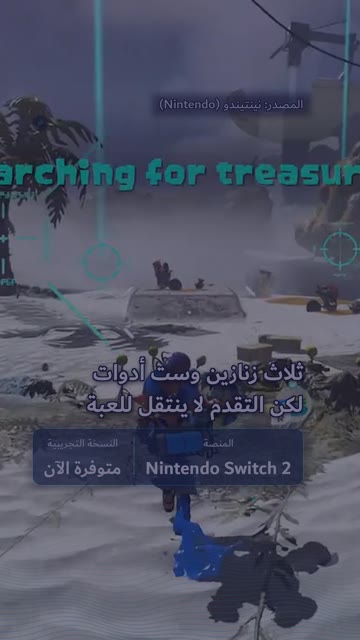 المصدر: نينتيندو (Nintendo)
arching for treasur
ثلاث زنازين وست أدوات
لكن التقدم لا ينتقل للعبة
المنصة
Nintendo Switch 2
النسخة التجريبية
متوفرة الآن